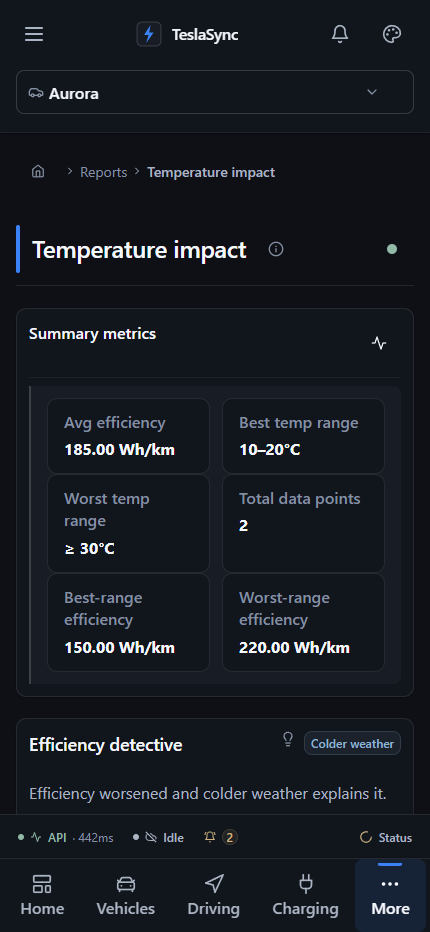 TeslaSync
Aurora
Reports
Temperature impact
Temperature impact
Summary metrics
Avg efficiency
185.00 Wh/km
Best temp range
10–20°C
Worst temp
range
≥ 30°C
Total data points
2
Best-range
efficiency
150.00 Wh/km
Worst-range
efficiency
220.00 Wh/km
Efficiency detective
Colder weather
Efficiency worsened and colder weather explains it.
API · 442ms
Idle
2
Status
Home
Vehicles
Driving
Charging
More